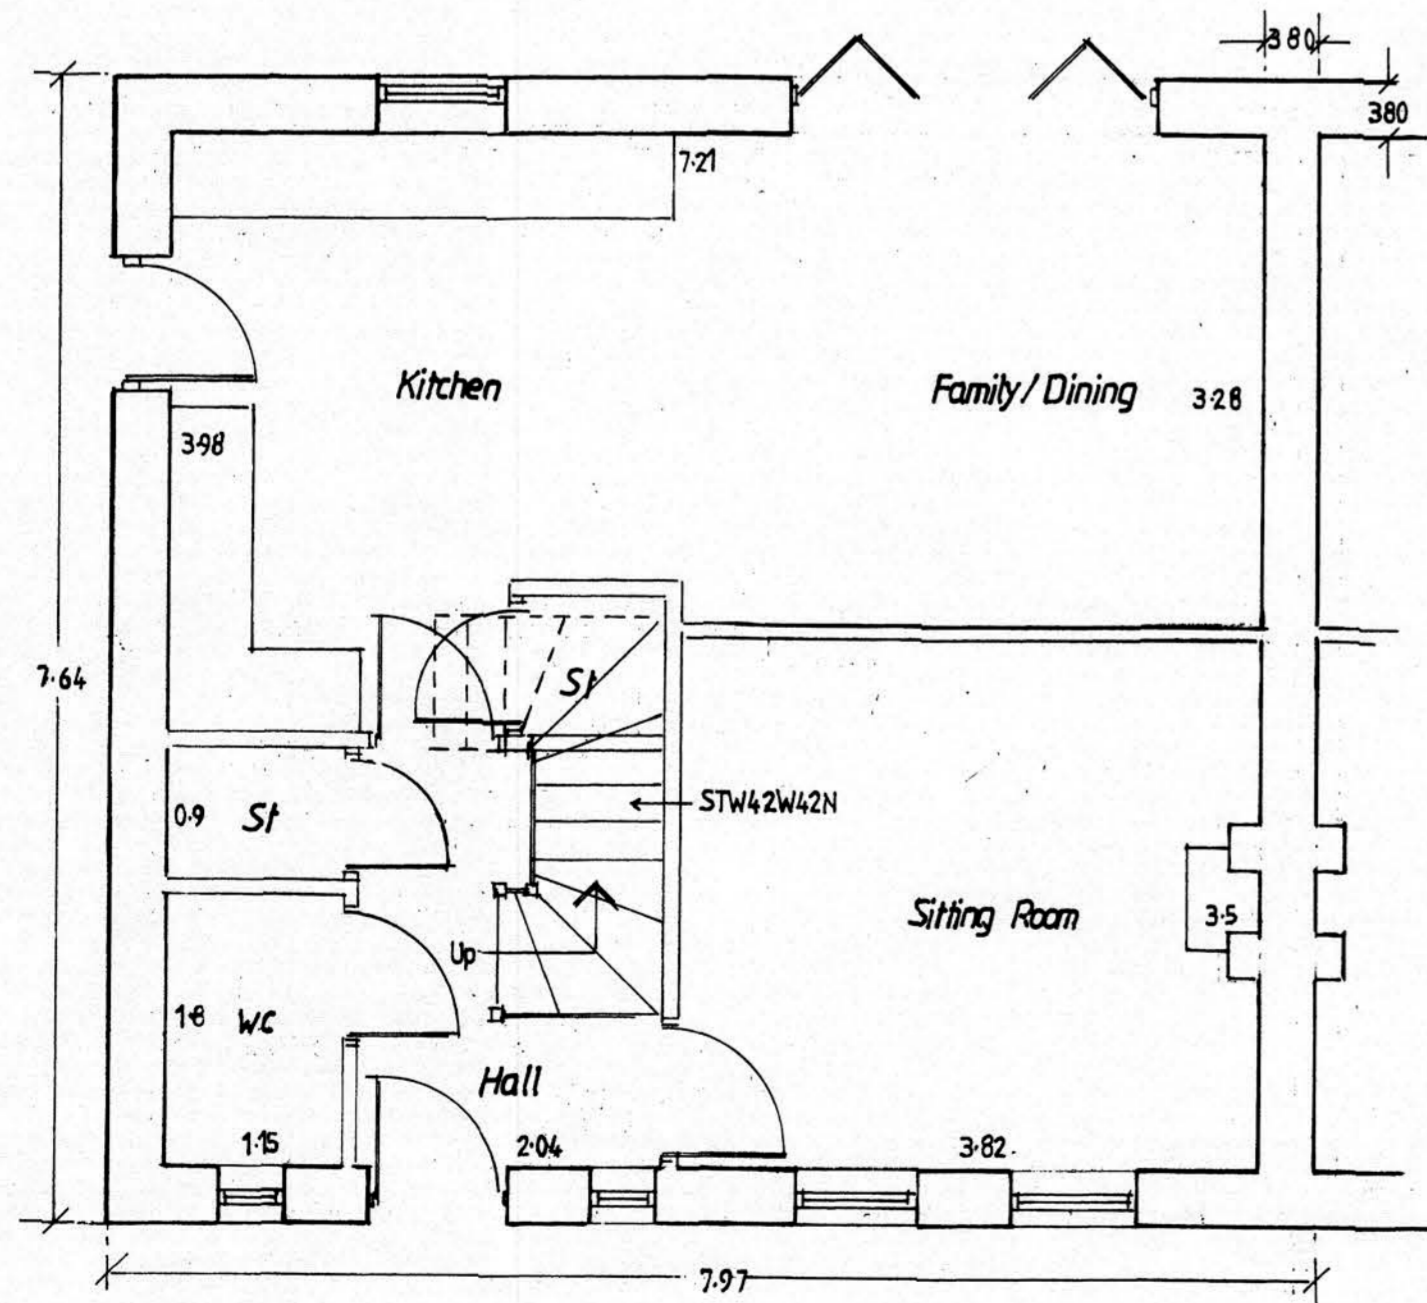 380
380
7.21
Kitchen
Family/Dining
3.28
3.98
7.64
St
STW42W42N
0.9
St
Sitting Room
3.5
Up
1.8
W.C
Hall
1.15
2.04
3.82.
7.97